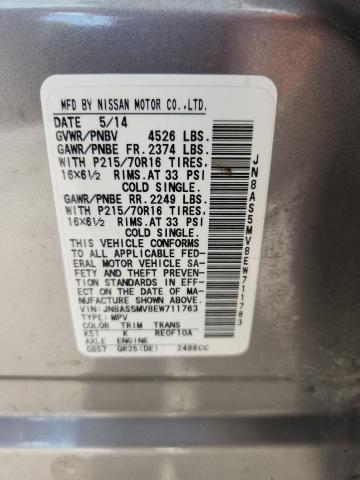 MFD BY NISSAN MOTOR CO.,LTD.
DATE 5/14
GVWR/PNBV 4526 LBS.
GAWR/PNBE FR. 2374 LBS.
WITH P215/70R16 TIRES,
16x6½ RIMS.AT 33 PSI
COLD SINGLE.
GAWR/PNBE RR. 2249 LBS.
WITH P215/70R16 TIRES,
16x6½ RIMS.AT 33 PSI
COLD SINGLE.
THIS VEHICLE CONFORMS
TO ALL APPLICABLE FED-
ERAL MOTOR VEHICLE SA-
FETY AND THEFT PREVENTION
STANDARDS IN EFFECT
ON THE DATE OF MA-
NUFACTURE SHOWN ABOVE.
VIN:JN8AS5MV8EW711763
TYPE:MPV
COLOR TRIM TRANS
K51 K RE0F10A
AXLE ENGINE
GB57 QR25(DE) 2488CC
JN8AS5MV8EW711763